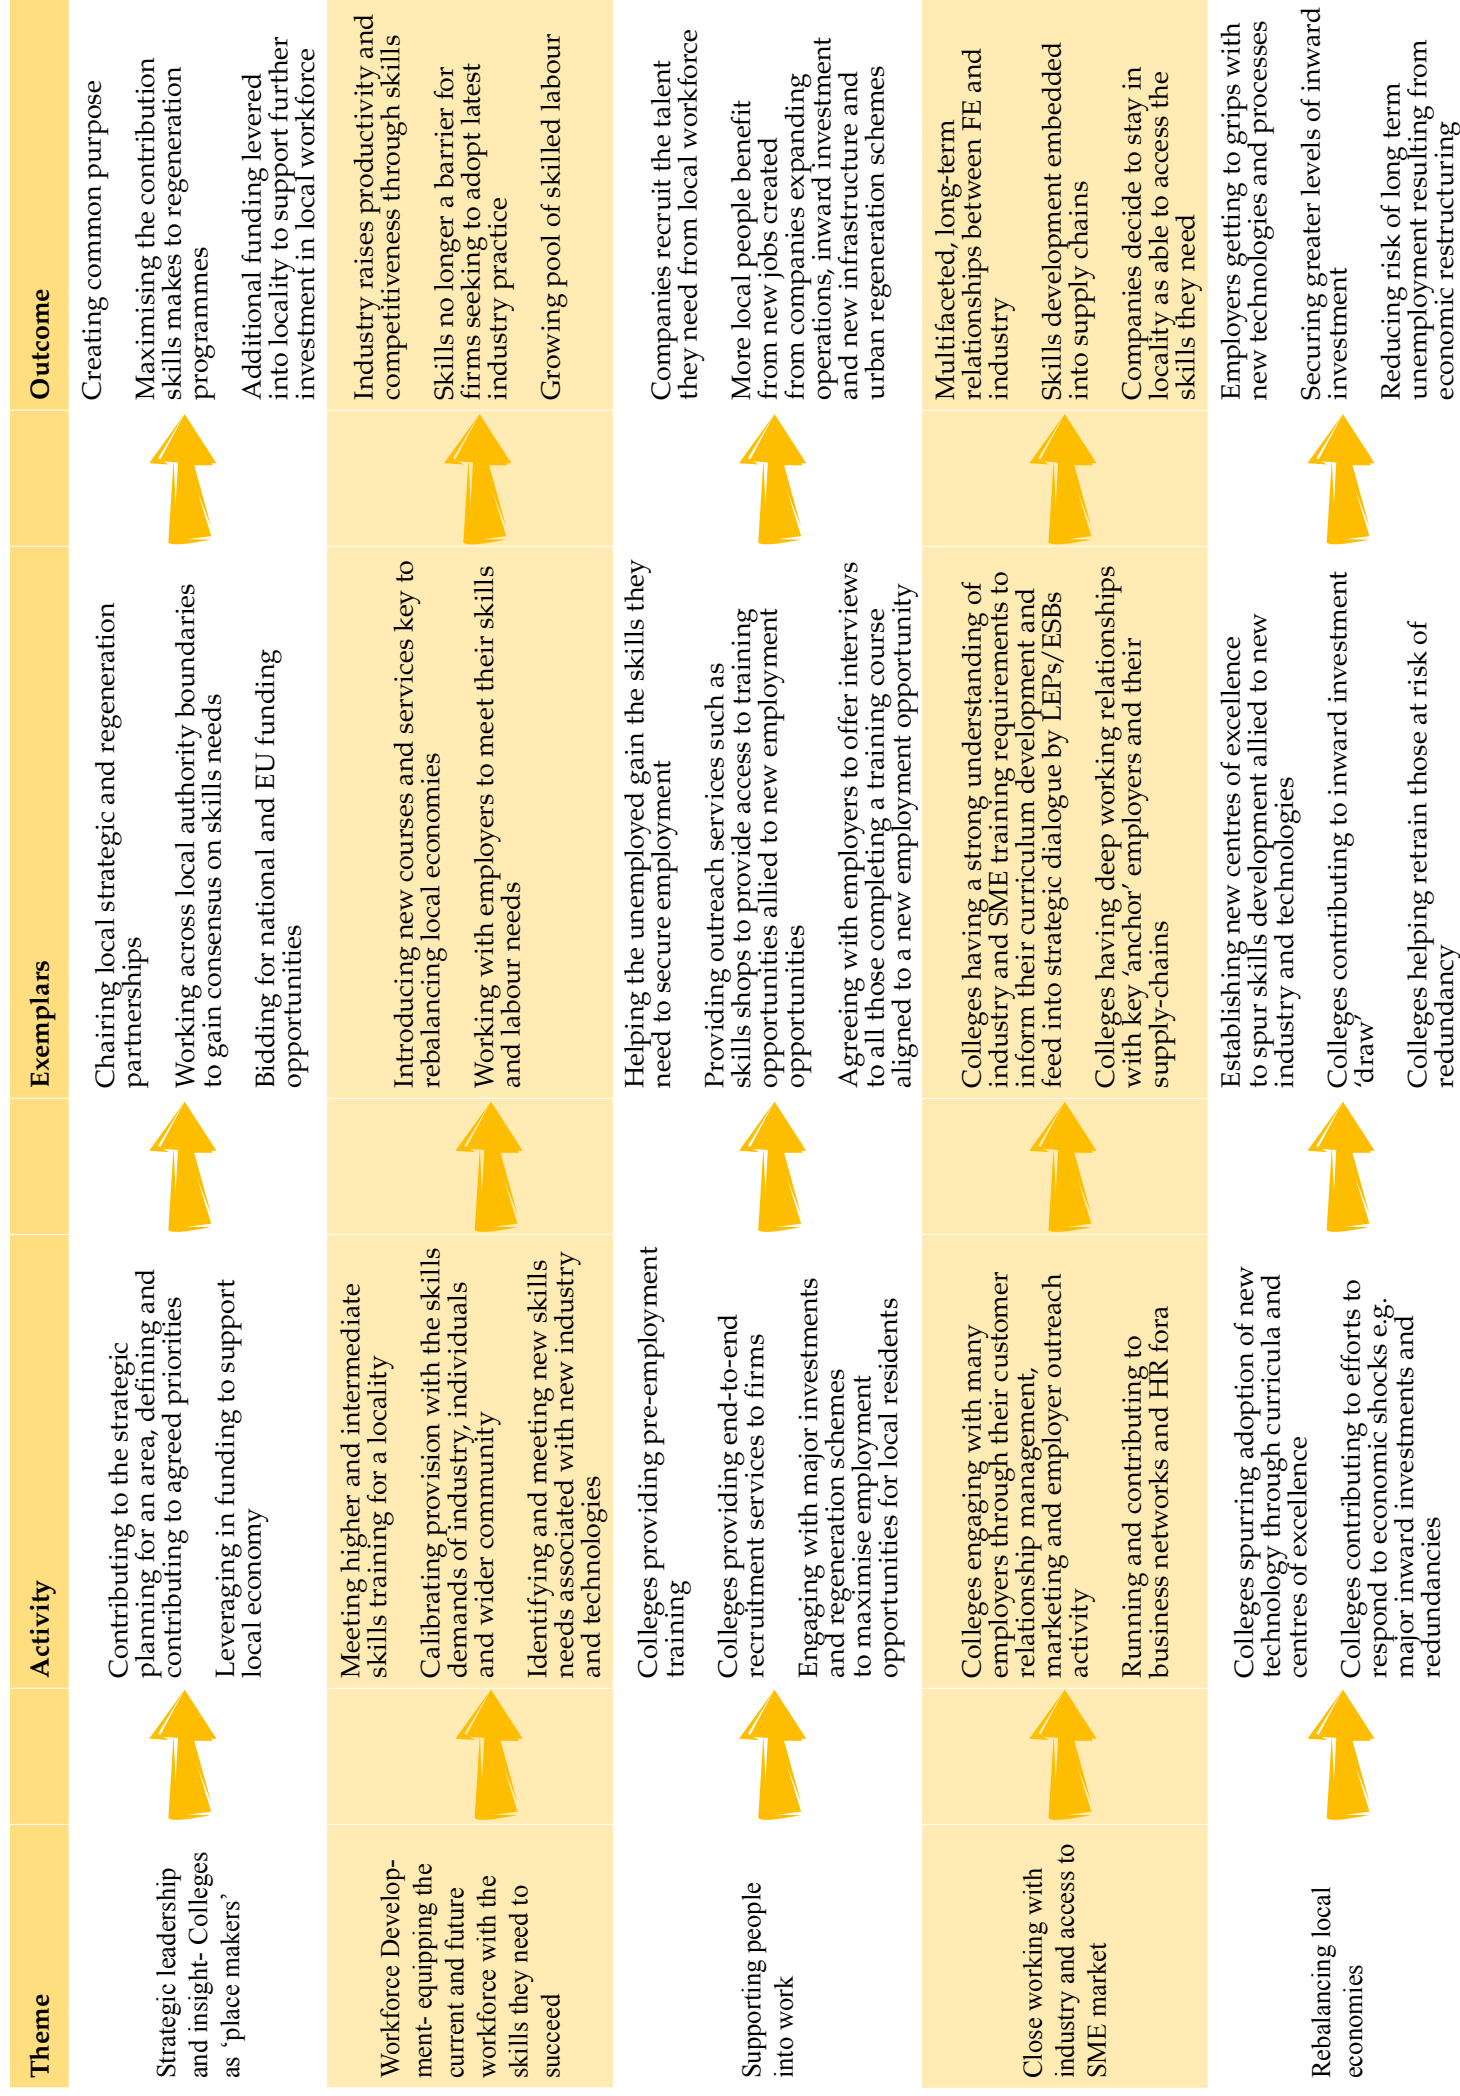 Theme
Activity
Exemplars
Outcome
Strategic leadership
and insight- Colleges
as ‘place makers’
Contributing to the strategic
planning for an area, defining and
contributing to agreed priorities
Leveraging in funding to support
local economy
Chairing local strategic and regeneration
partnerships
Working across local authority boundaries
to gain consensus on skills needs
Bidding for national and EU funding
opportunities
Creating common purpose
Maximising the contribution
skills makes to regeneration
programmes
Additional funding levered
into locality to support further
investment in local workforce
Workforce Develop-
ment- equipping the
current and future
workforce with the
skills they need to
succeed
Meeting higher and intermediate
skills training for a locality
Calibrating provision with the skills
demands of industry, individuals
and wider community
Identifying and meeting new skills
needs associated with new industry
and technologies
Introducing new courses and services key to
rebalancing local economies
Working with employers to meet their skills
and labour needs
Industry raises productivity and
competitiveness through skills
Skills no longer a barrier for
firms seeking to adopt latest
industry practice
Growing pool of skilled labour
Supporting people
into work
Colleges providing pre-employment
training
Colleges providing end-to-end
recruitment services to firms
Engaging with major investments
and regeneration schemes
to maximise employment
opportunities for local residents
Helping the unemployed gain the skills they
need to secure employment
Providing outreach services such as
skills shops to provide access to training
opportunities allied to new employment
opportunities
Agreeing with employers to offer interviews
to all those completing a training course
aligned to a new employment opportunity
Companies recruit the talent
they need from local workforce
More local people benefit
from new jobs created
from companies expanding
operations, inward investment
and new infrastructure and
urban regeneration schemes
Close working with
industry and access to
SME market
Colleges engaging with many
employers through their customer
relationship management,
marketing and employer outreach
activity
Running and contributing to
business networks and HR fora
Colleges having a strong understanding of
industry and SME training requirements to
inform their curriculum development and
feed into strategic dialogue by LEPs/ESBs
Colleges having deep working relationships
with key ‘anchor’ employers and their
supply-chains
Multifaceted, long-term
relationships between FE and
industry
Skills development embedded
into supply chains
Companies decide to stay in
locality as able to access the
skills they need
Rebalancing local
economies
Colleges spurring adoption of new
technology through curricula and
centres of excellence
Colleges contributing to efforts to
respond to economic shocks e.g.
major inward investments and
redundancies
Establishing new centres of excellence
to spur skills development allied to new
industry and technologies
Colleges contributing to inward investment
‘draw’
Colleges helping retrain those at risk of
redundancy
Employers getting to grips with
new technologies and processes
Securing greater levels of inward
investment
Reducing risk of long term
unemployment resulting from
economic restructuring